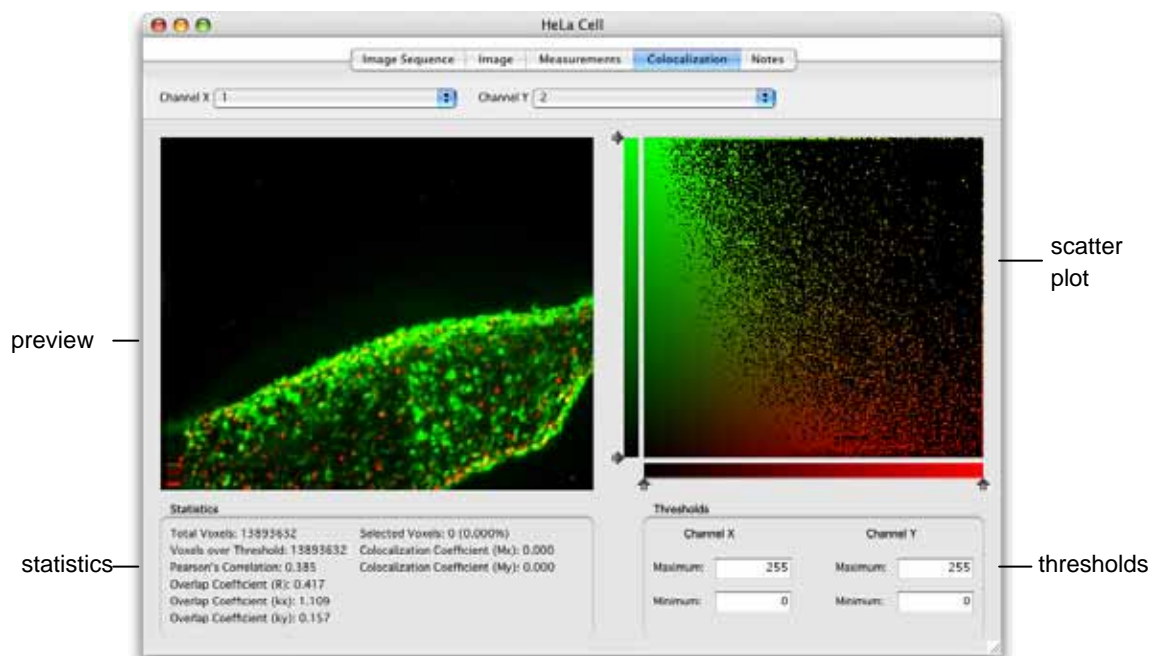 HeLa Cell
Image Sequence Image Measurements Colocalization Notes
Channel X 1 Channel Y 2
scatter
plot
preview
Statistics
Total Voxels: 13893632 Selected Voxels: 0 (0.000%)
Voxels over Threshold: 13893632 Colocalization Coefficient (Mx): 0.000
Pearson's Correlation: 0.385 Colocalization Coefficient (My): 0.000
Overlap Coefficient (R): 0.417
Overlap Coefficient (kx): 1.109
Overlap Coefficient (ky): 0.157
statistics
Thresholds
Channel X Channel Y
Maximum: 255 Maximum: 255
Minimum: 0 Minimum: 0
thresholds